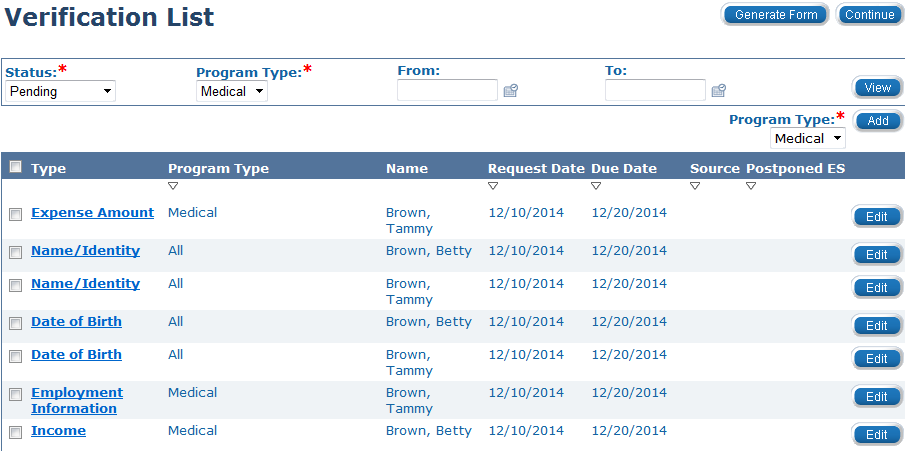 Verification List
Generate Form Continue
Status:* Program Type:* From: To:
Pending Medical View
Program Type:* Add
Medical
Type Program Type Name Request Date Due Date Source Postponed ES
Expense Amount Medical Brown, 12/10/2014 12/20/2014 Edit
Tammy
Name/Identity All Brown, Betty 12/10/2014 12/20/2014 Edit
Name/Identity All Brown, 12/10/2014 12/20/2014 Edit
Tammy
Date of Birth All Brown, Betty 12/10/2014 12/20/2014 Edit
Date of Birth All Brown, 12/10/2014 12/20/2014 Edit
Tammy
Employment Medical Brown, 12/10/2014 12/20/2014 Edit
Information Tammy
Income Medical Brown, Betty 12/10/2014 12/20/2014 Edit